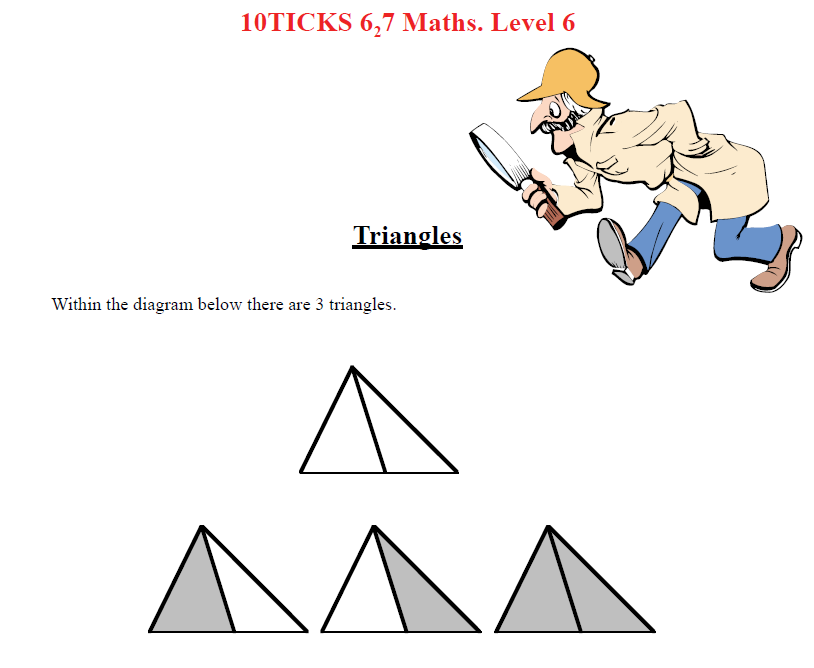 10TICKS 6,7 Maths. Level 6
Triangles
Within the diagram below there are 3 triangles.